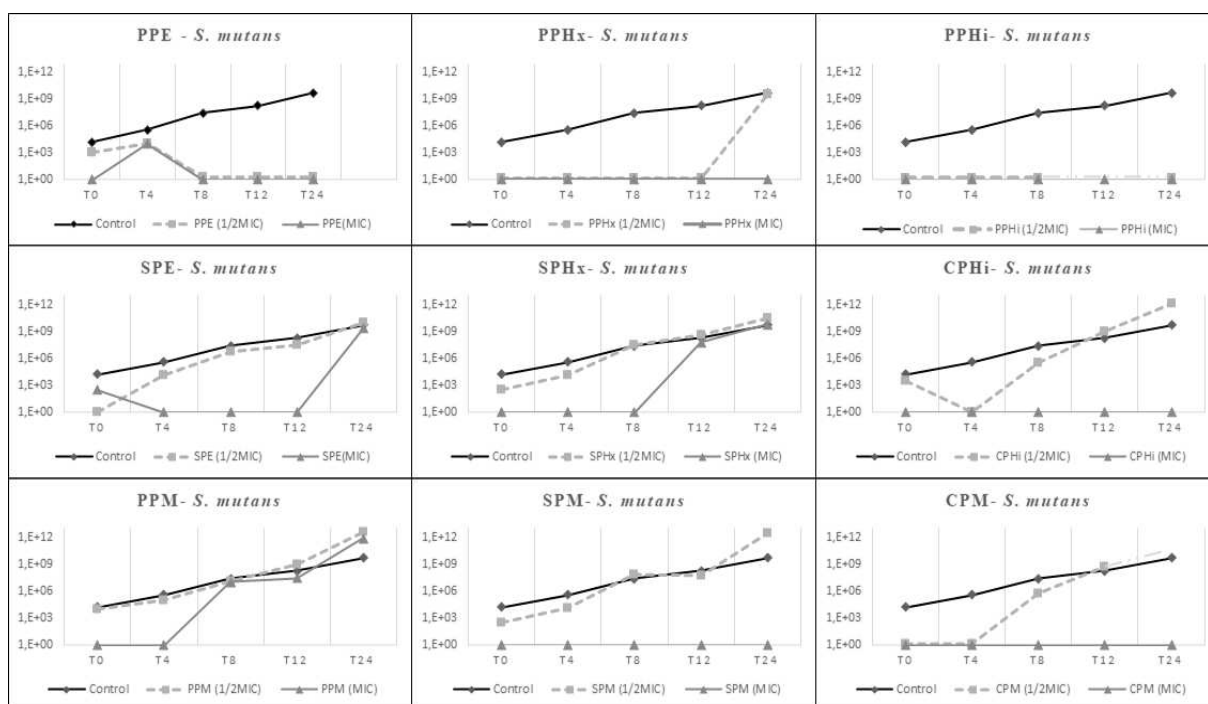 PPE - S. mutans
1,E+12
1,E+09
1,E+06
1,E+03
1,E+00
T0 T4 T8 T12 T24
Control PPE (1/2MIC) PPE(MIC)
PPHx- S. mutans
1,E+12
1,E+09
1,E+06
1,E+03
1,E+00
T0 T4 T8 T12 T24
Control PPHx (1/2MIC) PPHx (MIC)
PPHi- S. mutans
1,E+12
1,E+09
1,E+06
1,E+03
1,E+00
T0 T4 T8 T12 T24
Control PPHi (1/2MIC) PPHi (MIC)
SPE- S. mutans
1,E+12
1,E+09
1,E+06
1,E+03
1,E+00
T0 T4 T8 T12 T24
Control SPE (1/2MIC) SPE(MIC)
SPHx- S. mutans
1,E+12
1,E+09
1,E+06
1,E+03
1,E+00
T0 T4 T8 T12 T24
Control SPHx (1/2MIC) SPHx (MIC)
CPHi- S. mutans
1,E+12
1,E+09
1,E+06
1,E+03
1,E+00
T0 T4 T8 T12 T24
Control CPHi (1/2MIC) CPHi (MIC)
PPM- S. mutans
1,E+12
1,E+09
1,E+06
1,E+03
1,E+00
T0 T4 T8 T12 T24
Control PPM (1/2MIC) PPM (MIC)
SPM- S. mutans
1,E+12
1,E+09
1,E+06
1,E+03
1,E+00
T0 T4 T8 T12 T24
Control SPM (1/2MIC) SPM (MIC)
CPM- S. mutans
1,E+12
1,E+09
1,E+06
1,E+03
1,E+00
T0 T4 T8 T12 T24
Control CPM (1/2MIC) CPM (MIC)